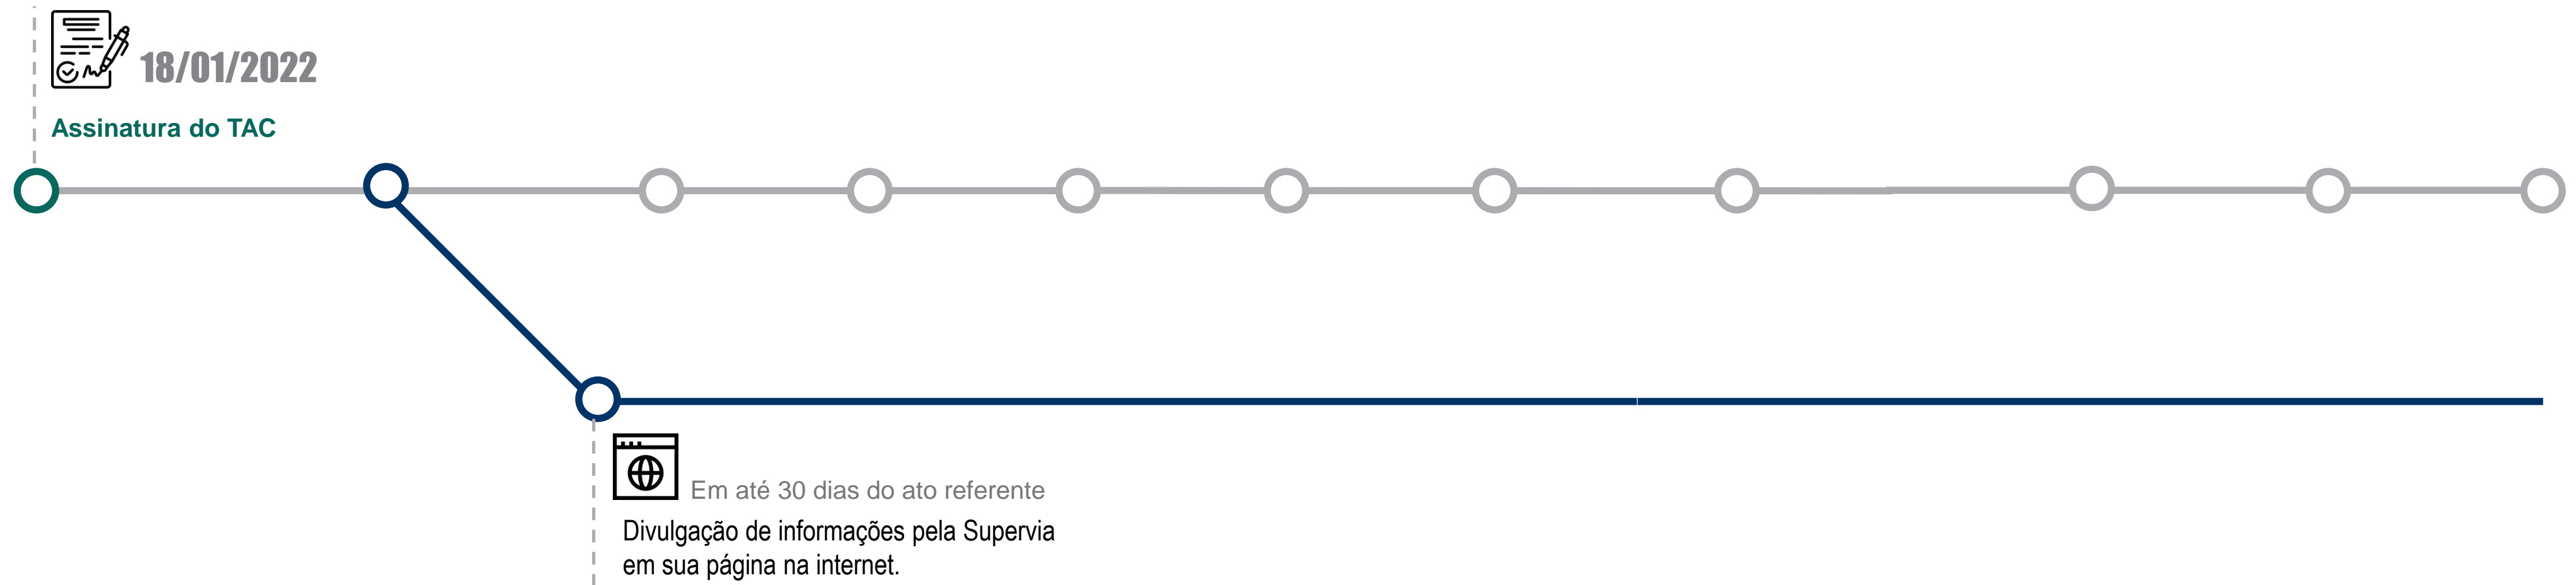 18/01/2022
Assinatura do TAC
Em até 30 dias do ato referente
Divulgação de informações pela Supervia
em sua página na internet.